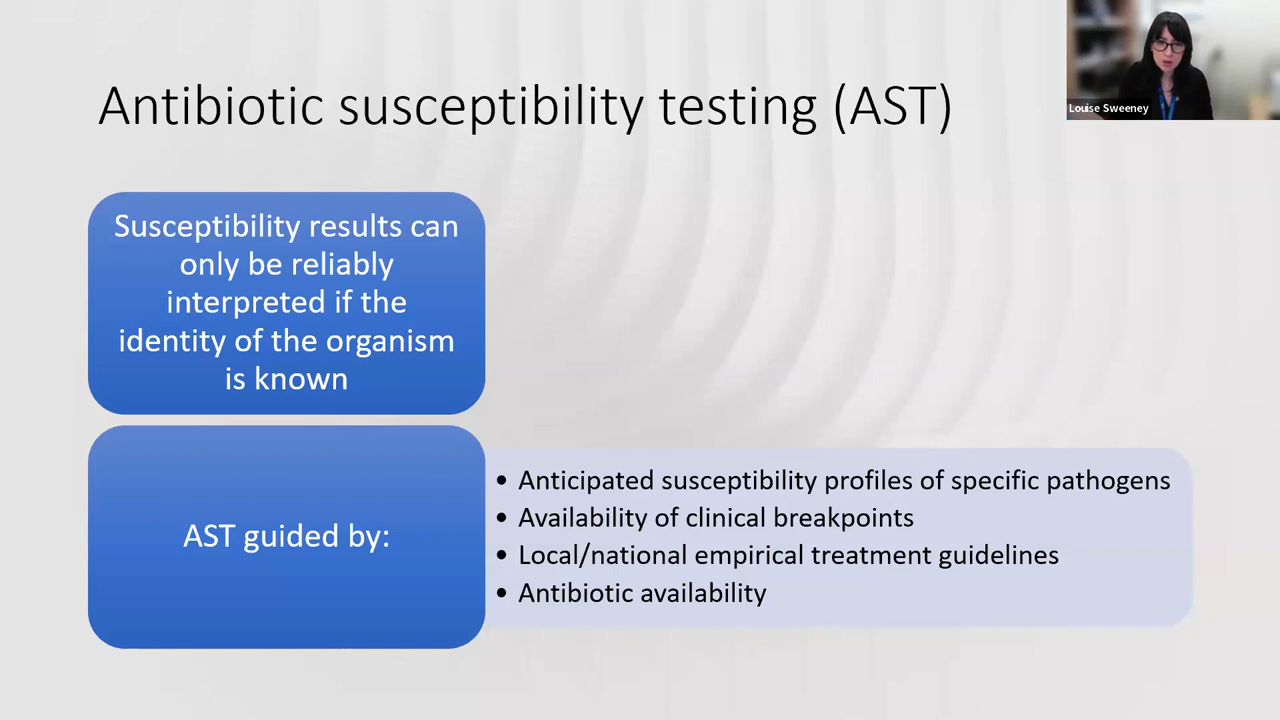 Antibiotic susceptibility testing (AST)
Louise Sweeney
Susceptibility results can
only be reliably
interpreted if the
identity of the organism
is known
AST guided by:
• Anticipated susceptibility profiles of specific pathogens
• Availability of clinical breakpoints
• Local/national empirical treatment guidelines
• Antibiotic availability